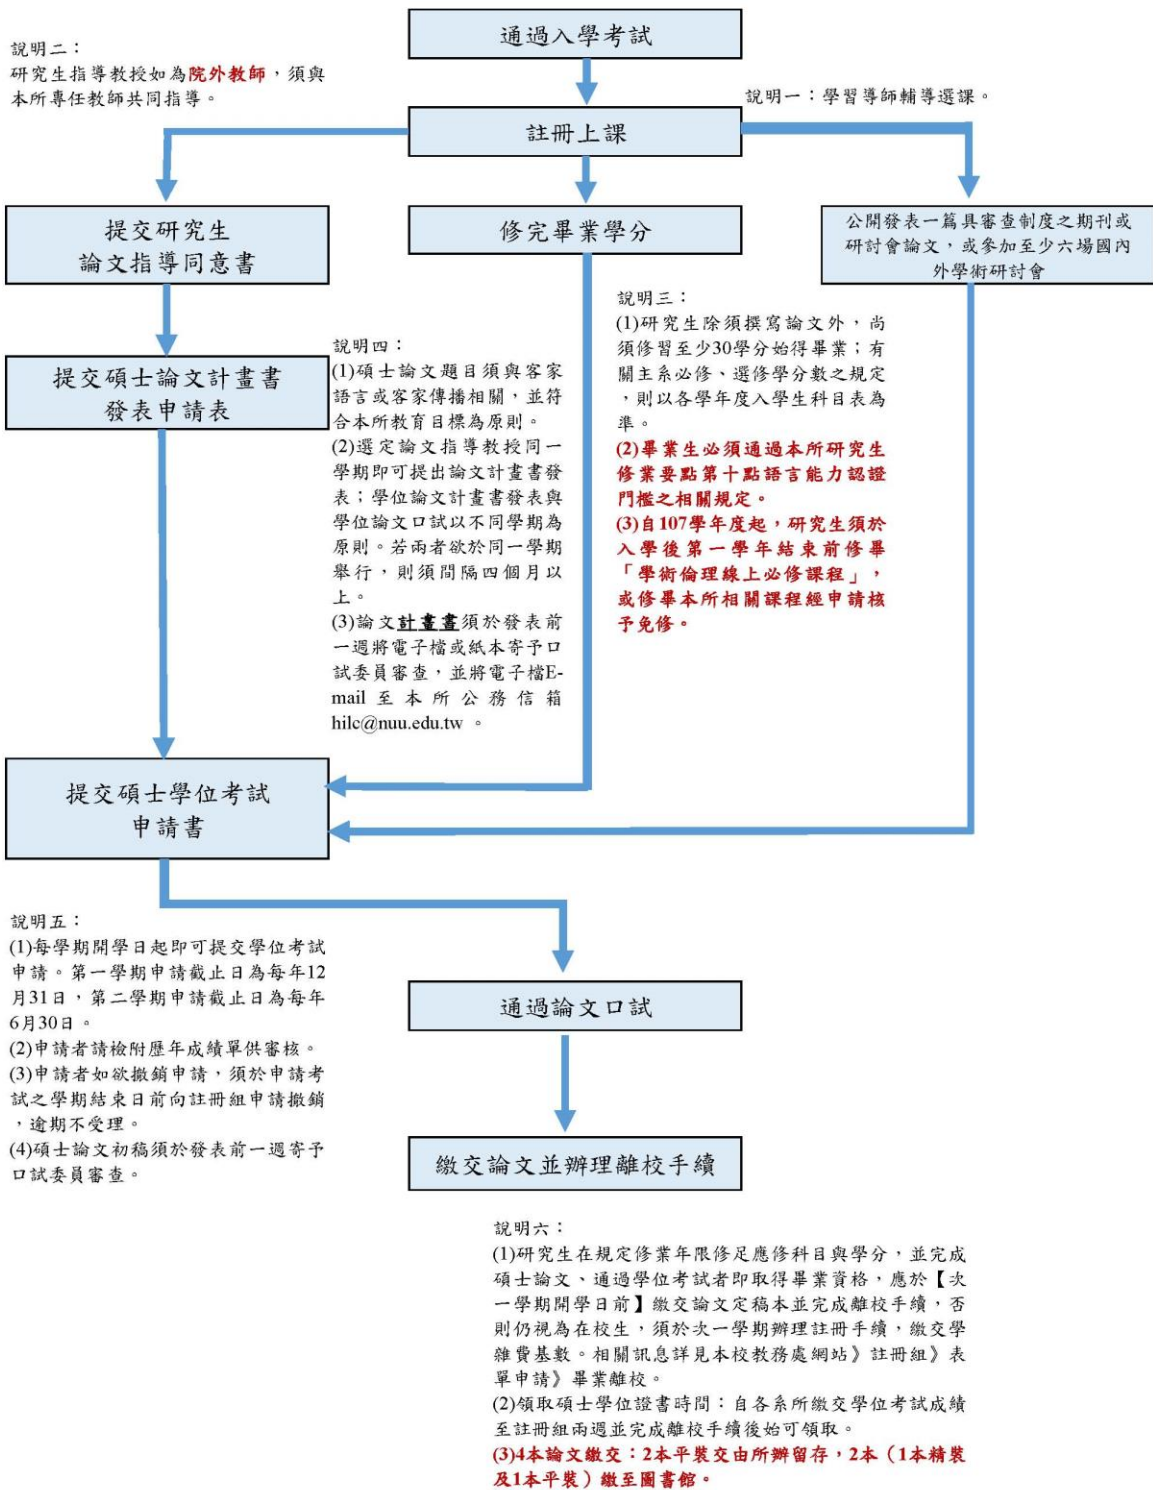 通過入學考試
說明二：
研究生指導教授如為院外教師，須與
本所專任教師共同指導。
說明一：學習導師輔導選課。
註冊上課
提交研究生
論文指導同意書
修完畢業學分
公開發表一篇具審查制度之期刊或
研討會論文，或參加至少六場國內
外學術研討會
提交碩士論文計畫書
發表申請表
說明四：
(1)碩士論文題目須與客家
語言或客家傳播相關，並符
合本所教育目標為原則。
(2)選定論文指導教授同一
學期即可提出論文計畫書發
表；學位論文計畫書發表與
學位論文口試以不同學期為
原則。若兩者欲於同一學期
舉行，則須間隔四個月以
上。
(3)論文計畫書須於發表前
一週將電子檔或紙本寄予口
試委員審查，並將電子檔E-
mail至本所公務信箱
hilc@nuu.edu.tw。
說明三：
(1)研究生除須撰寫論文外，尚
須修習至少30學分始得畢業；有
關主系必修、選修學分數之規定
，則以各學年度入學生科目表為
準。
(2)畢業生必須通過本所研究生
修業要點第十點語言能力認證
門檻之相關規定。
(3)自107學年度起，研究生須於
入學後第一學年結束前修畢
「學術倫理線上必修課程」，
或修畢本所相關課程經申請核
予免修。
提交碩士學位考試
申請書
說明五：
(1)每學期開學日起即可提交學位考試
申請。第一學期申請截止日為每年12
月31日，第二學期申請截止日為每年
6月30日。
(2)申請者請檢附歷年成績單供審核。
(3)申請者如欲撤銷申請，須於申請考
試之學期結束日前向註冊組申請撤銷
，逾期不受理。
(4)碩士論文初稿須於發表前一週寄予
口試委員審查。
通過論文口試
繳交論文並辦理離校手續
說明六：
(1)研究生在規定修業年限修足應修科目與學分，並完成
碩士論文、通過學位考試者即取得畢業資格，應於【次
一學期開學日前】繳交論文定稿本並完成離校手續，否
則仍視為在校生，須於次一學期辦理註冊手續，繳交學
雜費基數。相關訊息詳見本校教務處網站》註冊組》表
單申請》畢業離校。
(2)領取碩士學位證書時間：自各系所繳交學位考試成績
至註冊組兩週並完成離校手續後始可領取。
(3)4本論文繳交：2本平裝交由所辦留存，2本（1本精裝
及1本平裝）繳至圖書館。